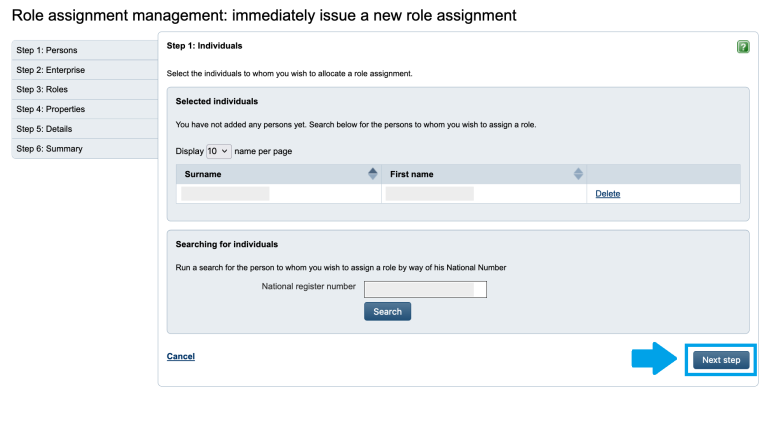 Role assignment management: immediately issue a new role assignment
Step 1: Persons
Step 2: Enterprise
Step 3: Roles
Step 4: Properties
Step 5: Details
Step 6: Summary
Step 1: Individuals
?
Select the individuals to whom you wish to allocate a role assignment.
Selected individuals
You have not added any persons yet. Search below for the persons to whom you wish to assign a role.
Display 10 name per page
Surname First name
Delete
Searching for individuals
Run a search for the person to whom you wish to assign a role by way of his National Number
National register number
Search
Cancel
Next step